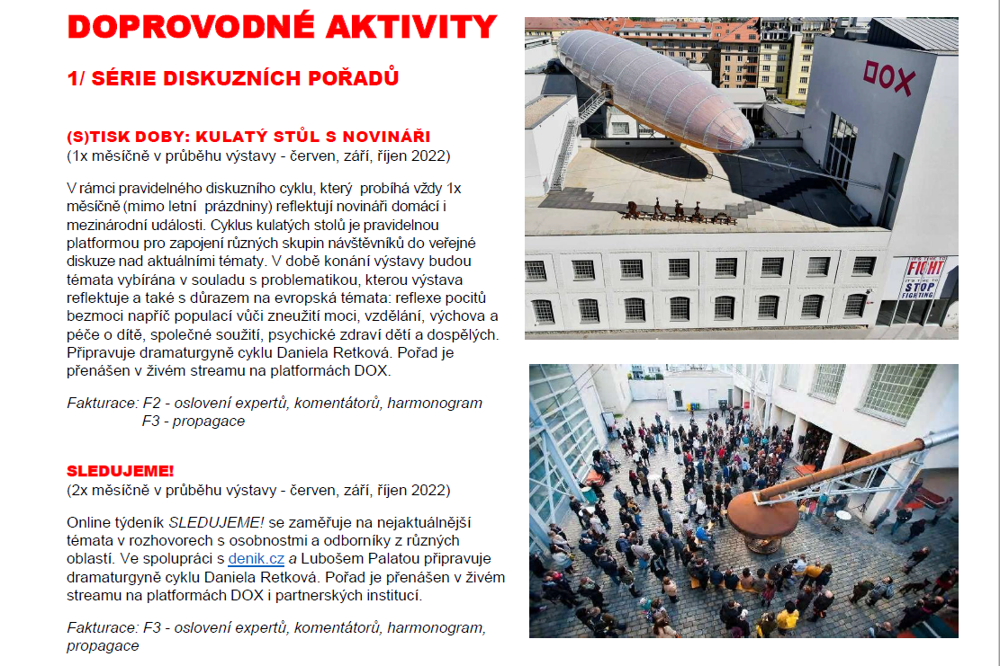 DOPROVODNÉ AKTIVITY
1/ SÉRIE DISKUZNÍCH POŘADŮ
(S)TISK DOBY: KULATÝ STŮL S NOVINÁŘI
(1x měsíčně v průběhu výstavy - červen, září, říjen 2022)
V rámci pravidelného diskuzního cyklu, který probíhá vždy 1x
měsíčně (mimo letní prázdniny) reflektují novináři domácí i
mezinárodní události. Cyklus kulatých stolů je pravidelnou
platformou pro zapojení různých skupin návštěvníků do veřejné
diskuze nad aktuálními tématy. V době konání výstavy budou
témata vybírána v souladu s problematikou, kterou výstava
reflektuje a také s důrazem na evropská témata: reflexe pocitů
bezmoci napříč populací vůči zneužití moci, vzdělání, výchova a
péče o dítě, společné soužití, psychické zdraví dětí a dospělých.
Připravuje dramaturgyně cyklu Daniela Retková. Pořad je
přenášen v živém streamu na platformách DOX.
Fakturace: F2 - oslovení expertů, komentátorů, harmonogram
F3 - propagace
SLEDUJEME!
(2x měsíčně v průběhu výstavy - červen, září, říjen 2022)
Online týdeník SLEDUJEME! se zaměřuje na nejaktuálnější
témata v rozhovorech s osobnostmi a odborníky z různých
oblastí. Ve spolupráci s denik.cz a Lubošem Palatou připravuje
dramaturgyně cyklu Daniela Retková. Pořad je přenášen v živém
streamu na platformách DOX i partnerských institucí.
Fakturace: F3 - oslovení expertů, komentátorů, harmonogram,
propagace
DOX
IT'S TIME TO
FIGHT
IT'S TIME TO
STOP
FIGHTING